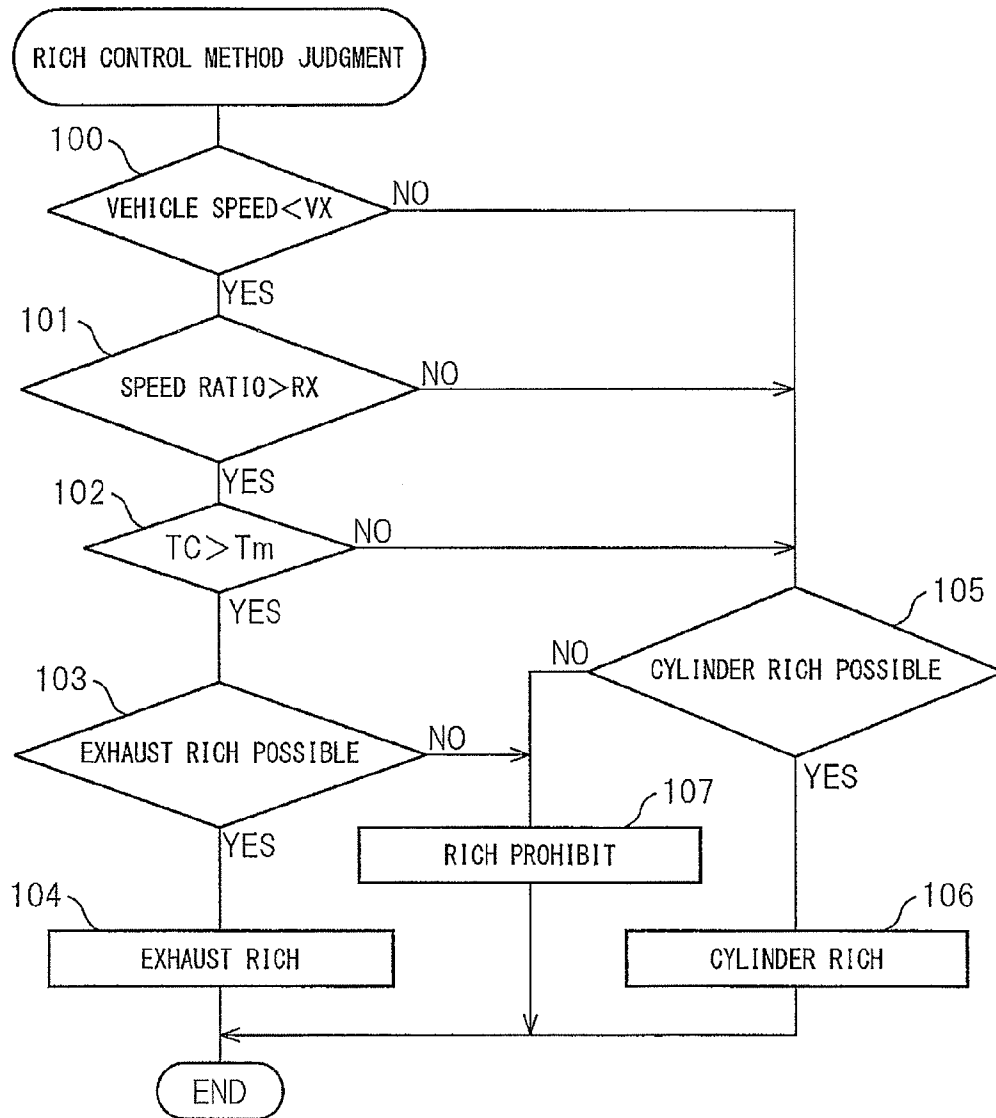 RICH CONTROL METHOD JUDGMENT
100
VEHICLE SPEED<VX
NO
YES
101
SPEED RATIO>RX
NO
YES
102
TC>Tm
NO
YES
105
CYLINDER RICH POSSIBLE
NO
YES
103
EXHAUST RICH POSSIBLE
NO
YES
107
RICH PROHIBIT
104
EXHAUST RICH
106
CYLINDER RICH
END